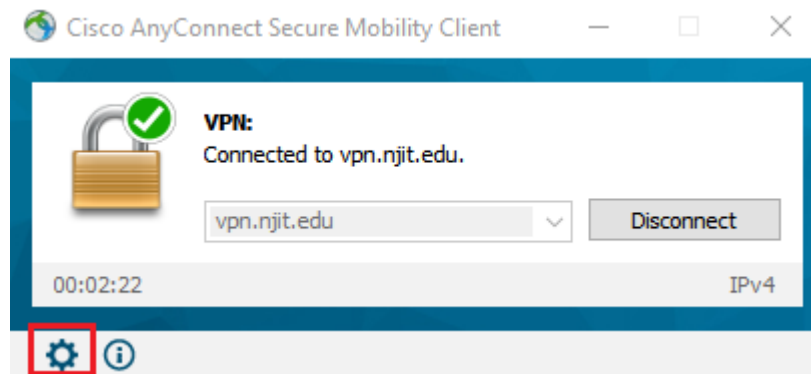 Cisco AnyConnect Secure Mobility Client
VPN:
Connected to vpn.njit.edu.
vpn.njit.edu
Disconnect
00:02:22
IPv4